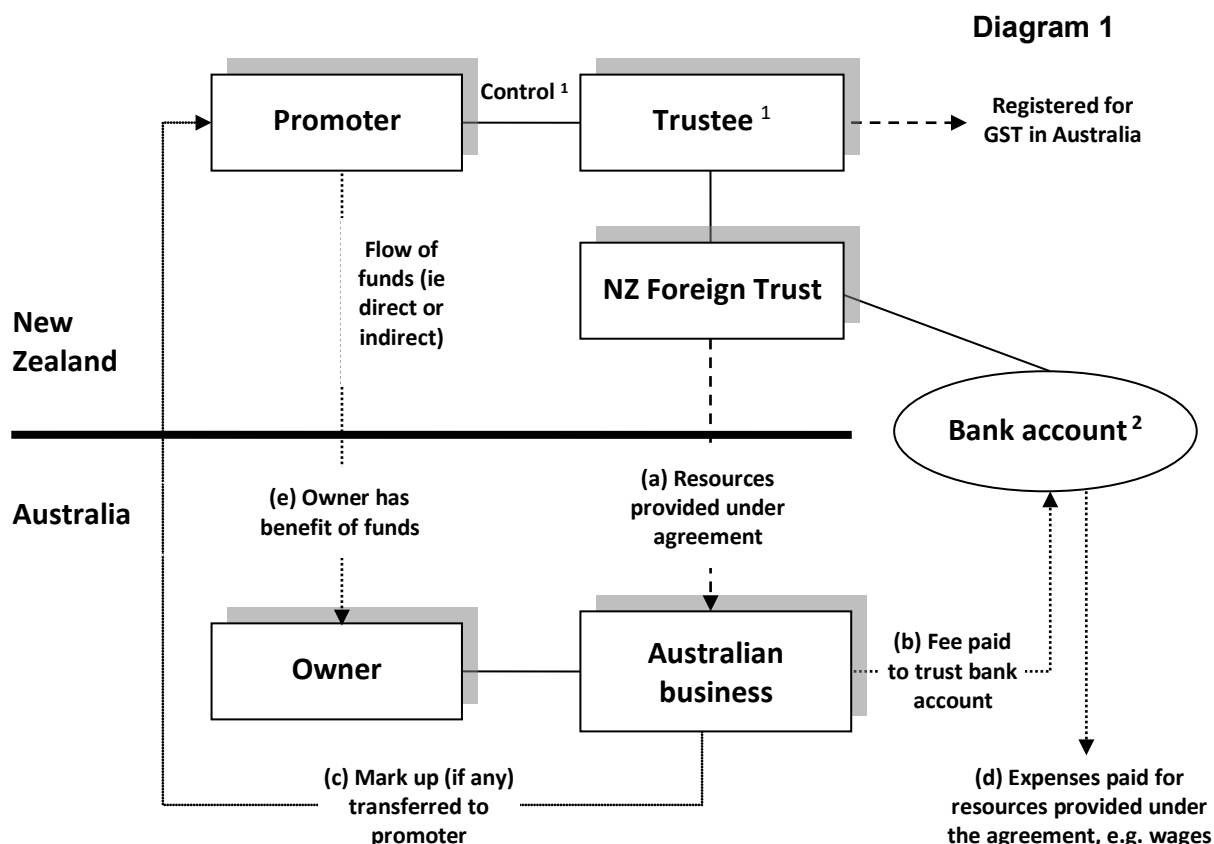 Diagram 1
Promoter
Control ¹
Trustee ¹
Registered for
GST in Australia
Flow of
funds (ie
direct or
indirect)
NZ Foreign Trust
New
Zealand
Bank account ²
Australia
(e) Owner has
benefit of funds
(a) Resources
provided under
agreement
Owner
Australian
business
(b) Fee paid
to trust bank
account
(c) Mark up (if any)
transferred to
promoter
(d) Expenses paid for
resources provided under
the agreement, e.g. wages